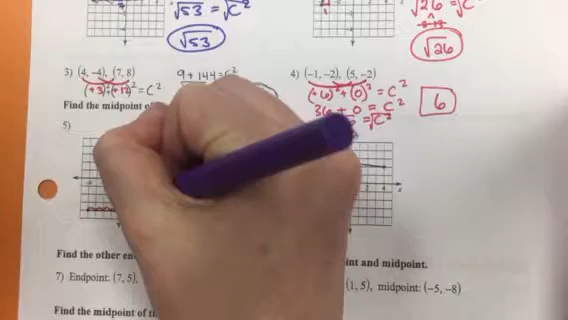 √53 = √C²
√53
√26 = √C
√26
3) (4, −4), (7, 8)
(+3)² + (+12)² = C²
9 + 144 = C²
4) (−1, −2), (5, −2)
(+6)² + (0)² = C²
36 + 0 = C²
= √C²
6
Find the midpoint
5)
Find the other
int and midpoint.
7) Endpoint: (7, 5),
(1, 5), midpoint: (−5, −8)
Find the midpoint of